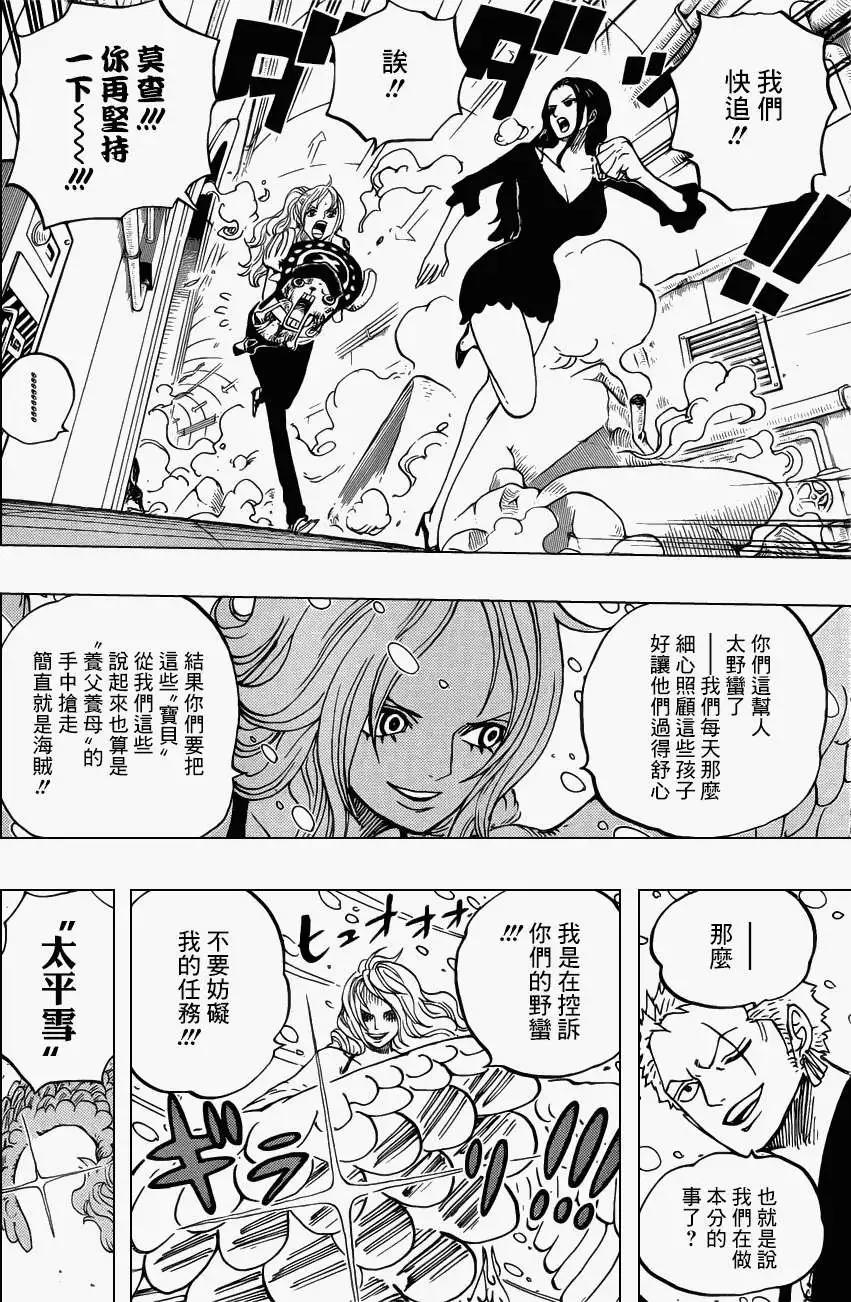 我們
快追!!
誒!!
ダダダダッ!!
莫查!!!
你再堅持
一下～～～!!!
………
你們這幫人
太野蠻了
──我們每天那麼
細心照顧這些孩子
好讓他們過得舒心
結果你們要把
這些"寶貝"
從我們這些
說起來也算是
"養父養母"的
手中搶走
簡直就是海賊!!
那麼──
也就是說
我們在做
本分的
事了?
我是在控訴
你們的野蠻
!!!
ヒュオオオ
不要妨礙
我的任務!!!
ギラ!!!
"太平雪"